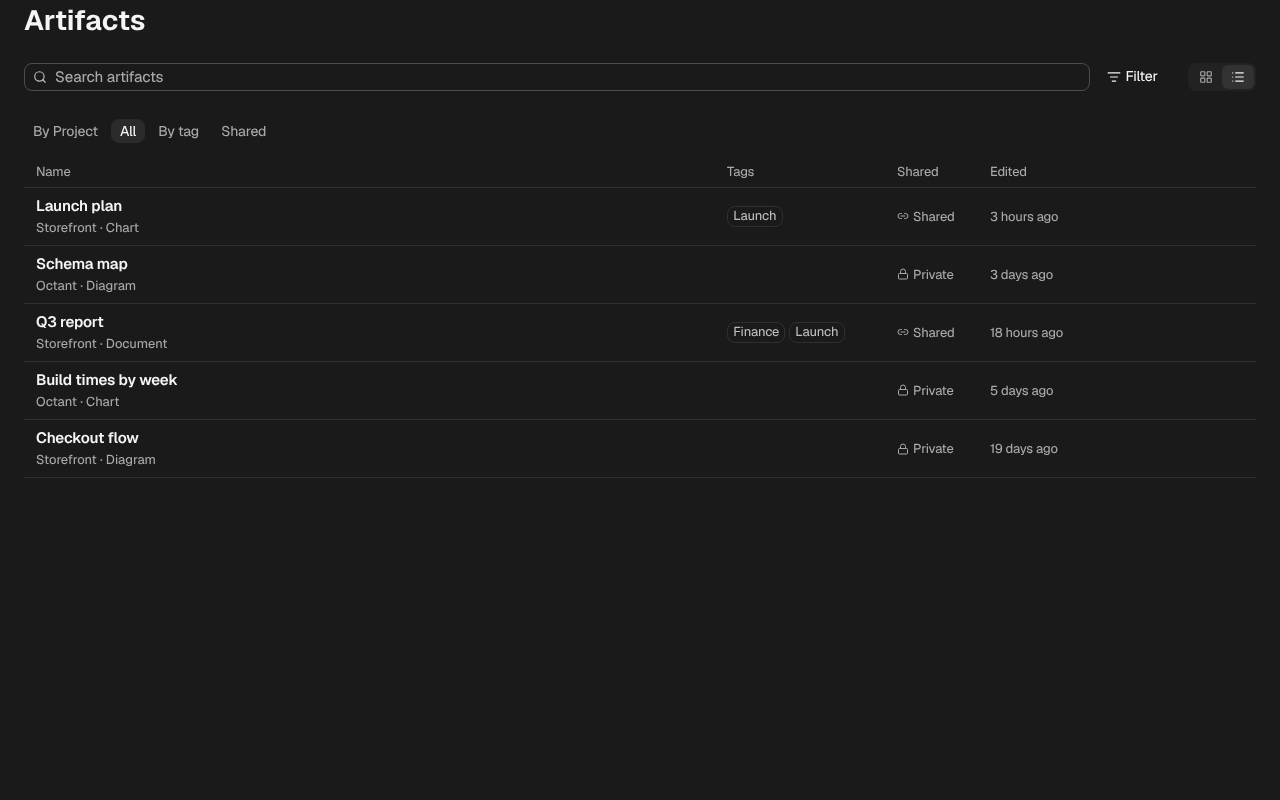 Artifacts
Search artifacts
Filter
By Project All By tag Shared
Name Tags Shared Edited
Launch plan
Storefront · Chart
Launch Shared 3 hours ago
Schema map
Octant · Diagram
Private 3 days ago
Q3 report
Storefront · Document
Finance Launch Shared 18 hours ago
Build times by week
Octant · Chart
Private 5 days ago
Checkout flow
Storefront · Diagram
Private 19 days ago